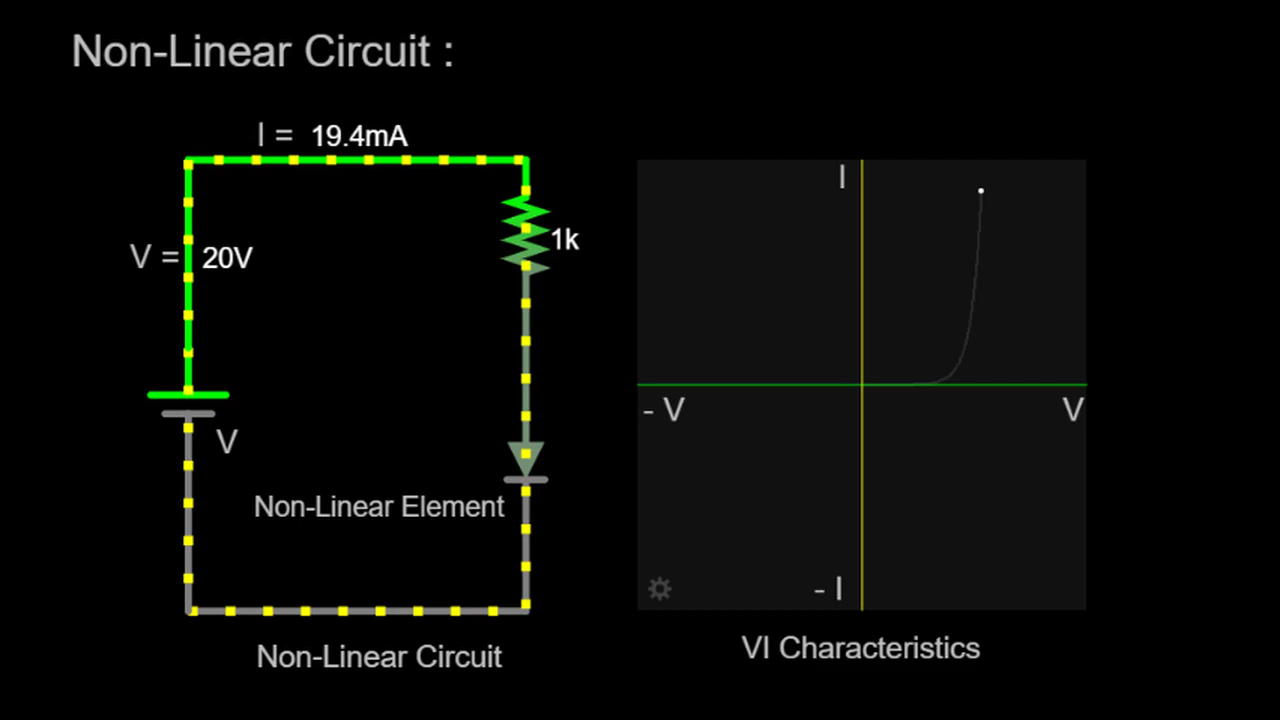 Non-Linear Circuit :
I = 19.4mA
I
1k
V = 20V
- V
V
V
Non-Linear Element
- I
Non-Linear Circuit
VI Characteristics